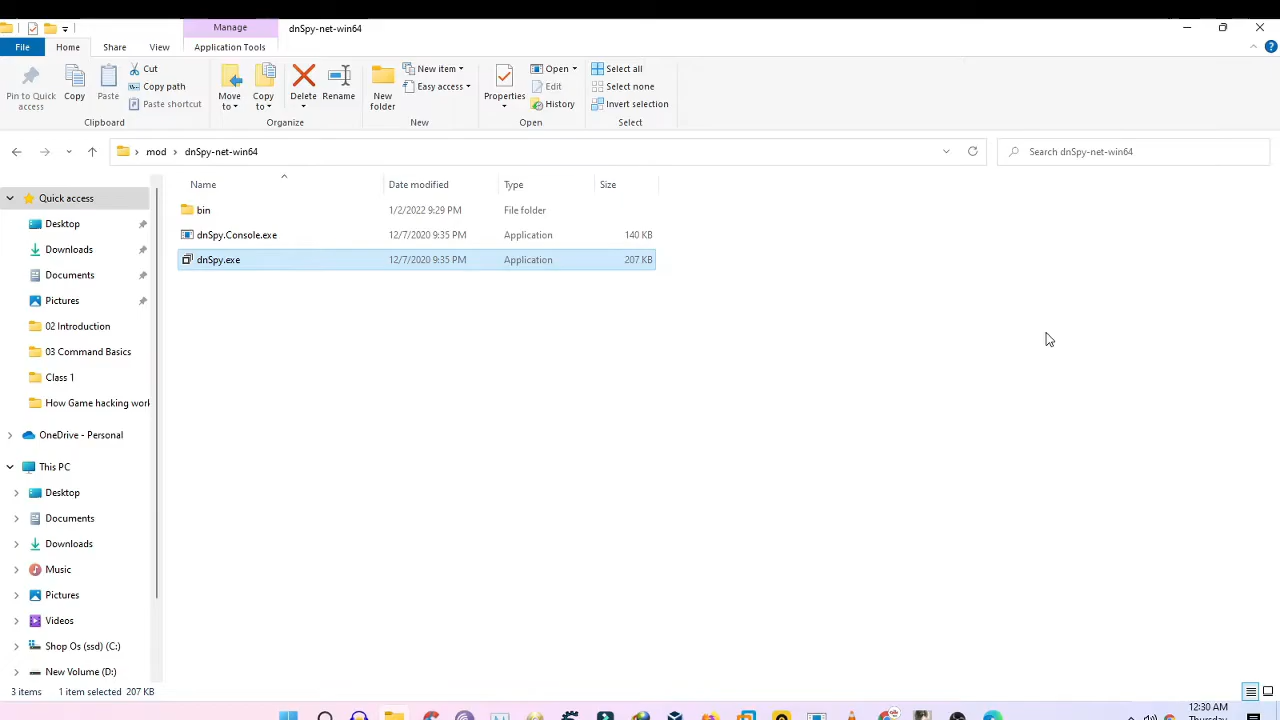 Manage
dnSpy-net-win64
File
Home
Share
View
Application Tools
Pin to Quick access
Copy
Paste
Cut
Copy path
Paste shortcut
Clipboard
Move to
Copy to
Delete
Rename
Organize
New folder
New item
Easy access
New
Properties
Open
Edit
History
Open
Select all
Select none
Invert selection
Select
mod
dnSpy-net-win64
Search dnSpy-net-win64
Name
Date modified
Type
Size
bin
1/2/2022 9:29 PM
File folder
dnSpy.Console.exe
12/7/2020 9:35 PM
Application
140 KB
dnSpy.exe
12/7/2020 9:35 PM
Application
207 KB
Quick access
Desktop
Downloads
Documents
Pictures
02 Introduction
03 Command Basics
Class 1
How Game hacking work
OneDrive - Personal
This PC
Desktop
Documents
Downloads
Music
Pictures
Videos
Shop Os (ssd) (C:)
New Volume (D:)
3 items
1 item selected 207 KB
12:30 AM
Thursday